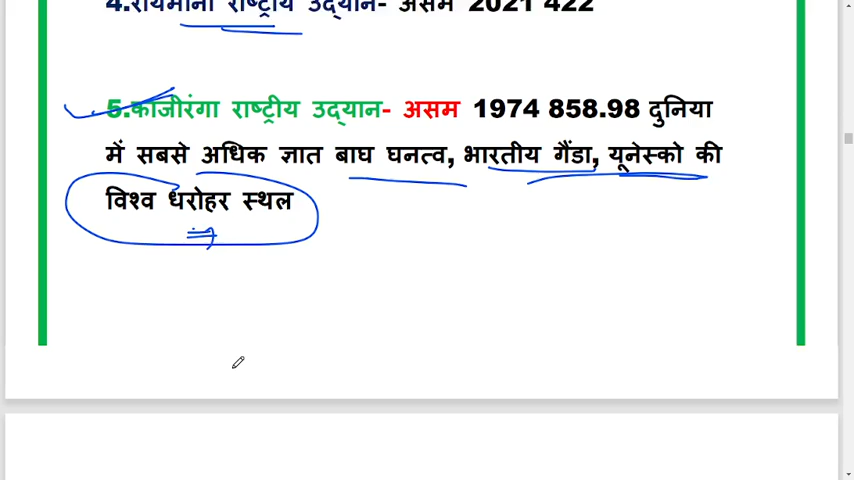 4.रायमोना राष्ट्रीय उद्यान- असम 2021 422
5.काजीरंगा राष्ट्रीय उद्यान- असम 1974 858.98 दुनिया
में सबसे अधिक ज्ञात बाघ घनत्व, भारतीय गैंडा, यूनेस्को की
विश्व धरोहर स्थल